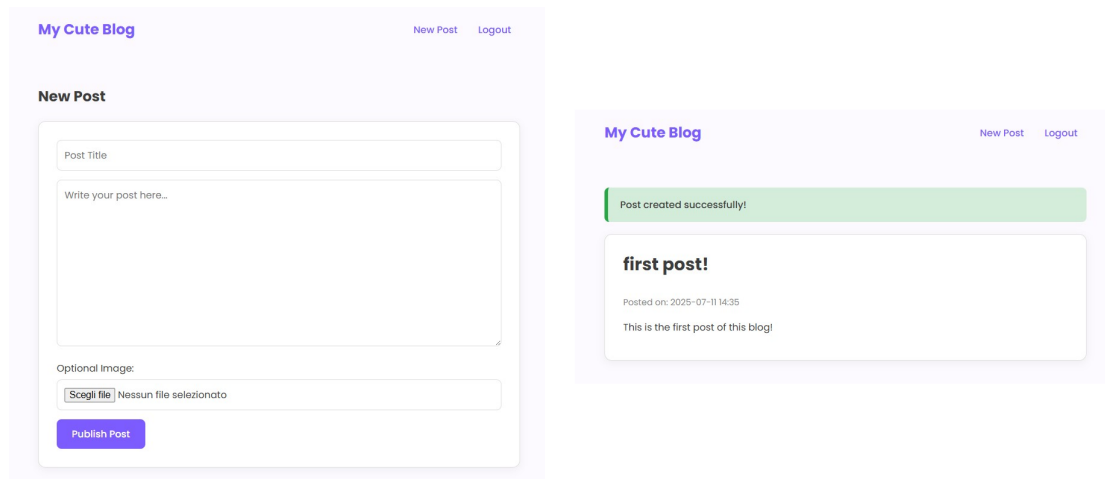 My Cute Blog New Post Logout
New Post
Post Title
Write your post here...
Optional Image:
Scegli file Nessun file selezionato
Publish Post
My Cute Blog New Post Logout
Post created successfully!
first post!
Posted on: 2025-07-11 14:35
This is the first post of this blog!